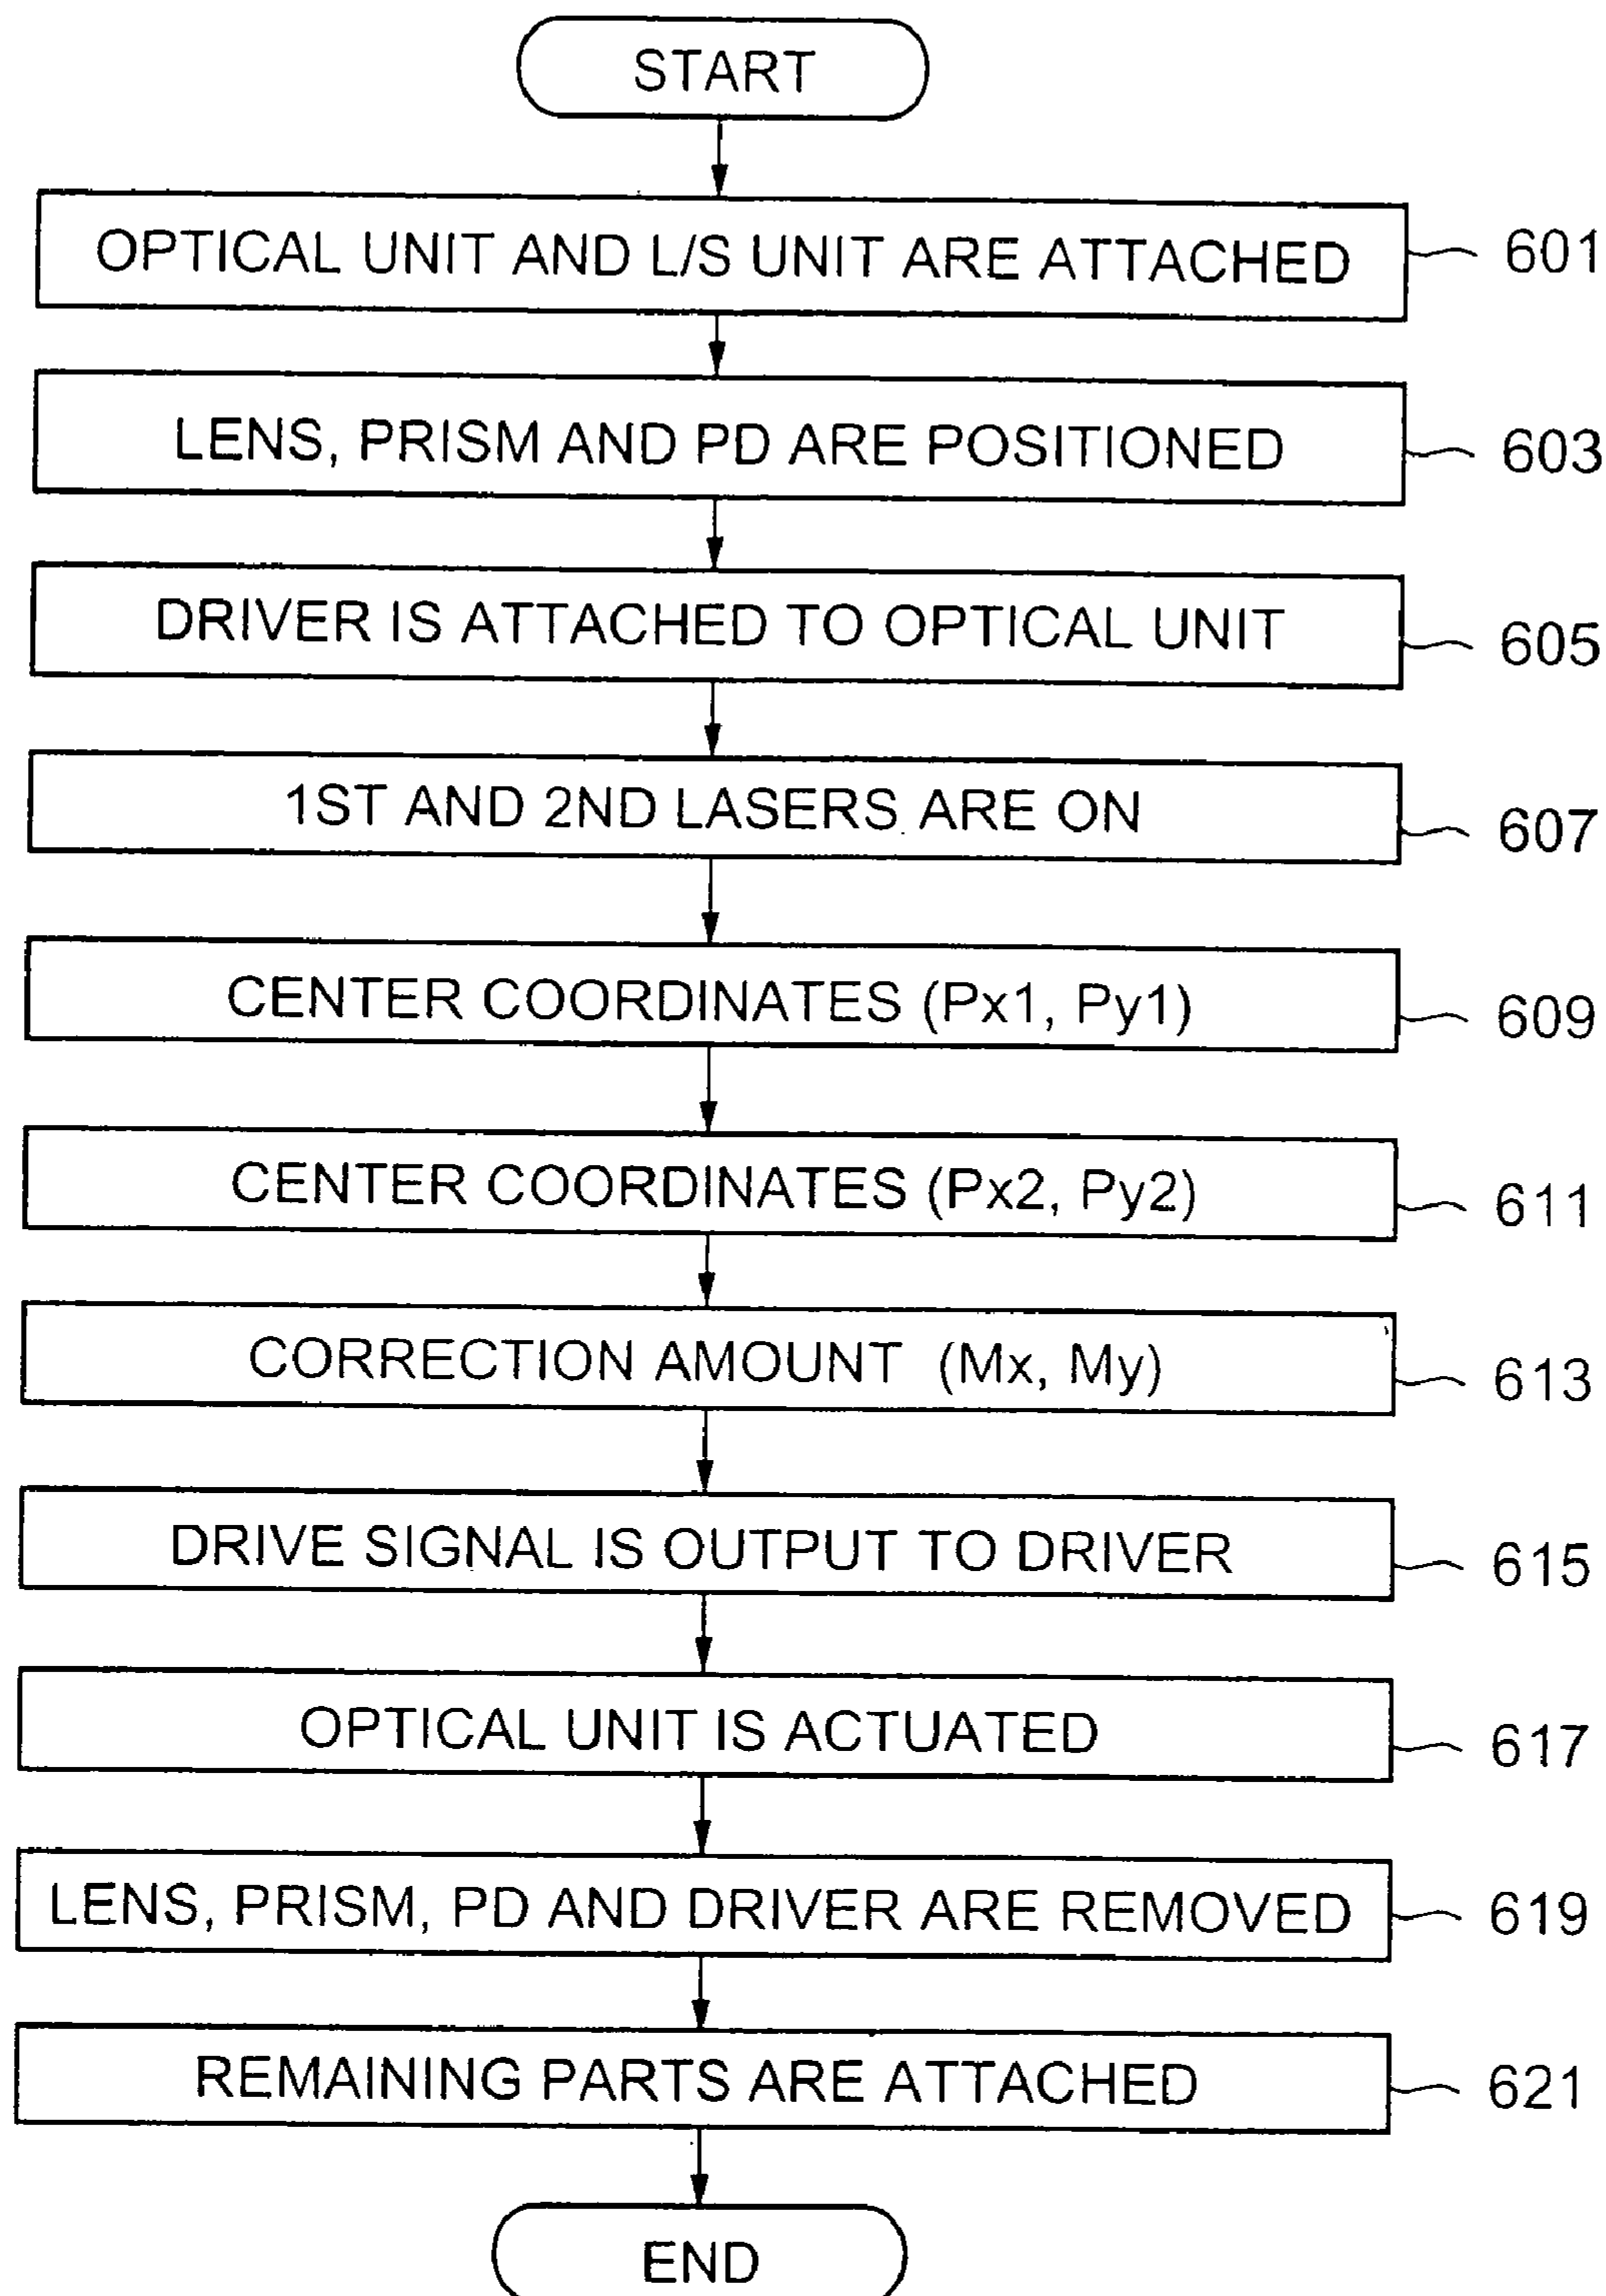 START
OPTICAL UNIT AND L/S UNIT ARE ATTACHED 601
LENS, PRISM AND PD ARE POSITIONED 603
DRIVER IS ATTACHED TO OPTICAL UNIT 605
1ST AND 2ND LASERS ARE ON 607
CENTER COORDINATES (Px1, Py1) 609
CENTER COORDINATES (Px2, Py2) 611
CORRECTION AMOUNT (Mx, My) 613
DRIVE SIGNAL IS OUTPUT TO DRIVER 615
OPTICAL UNIT IS ACTUATED 617
LENS, PRISM, PD AND DRIVER ARE REMOVED 619
REMAINING PARTS ARE ATTACHED 621
END